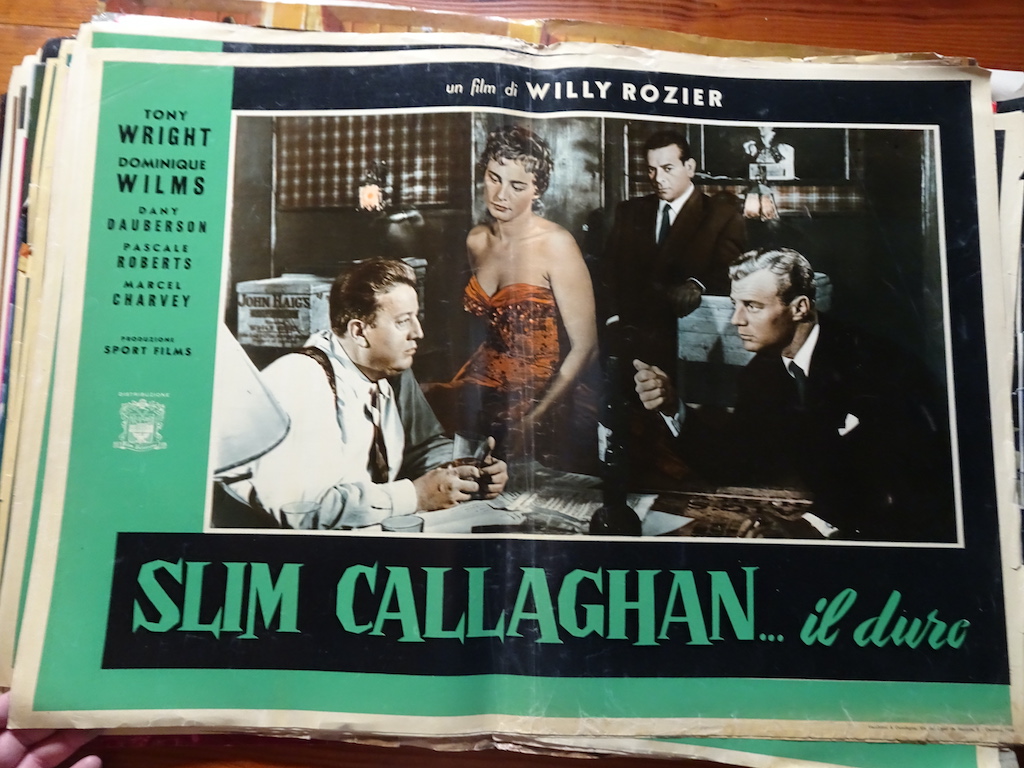 un film di WILLY ROZIER
TONY
WRIGHT
DOMINIQUE
WILMS
DANY
DAUBERSON
PASCALE
ROBERTS
MARCEL
CHARVEY
PRODUZIONE
SPORT FILMS
DISTRIBUZIONE
JOHN HAIG'S
SLIM CALLAGHAN... il duro